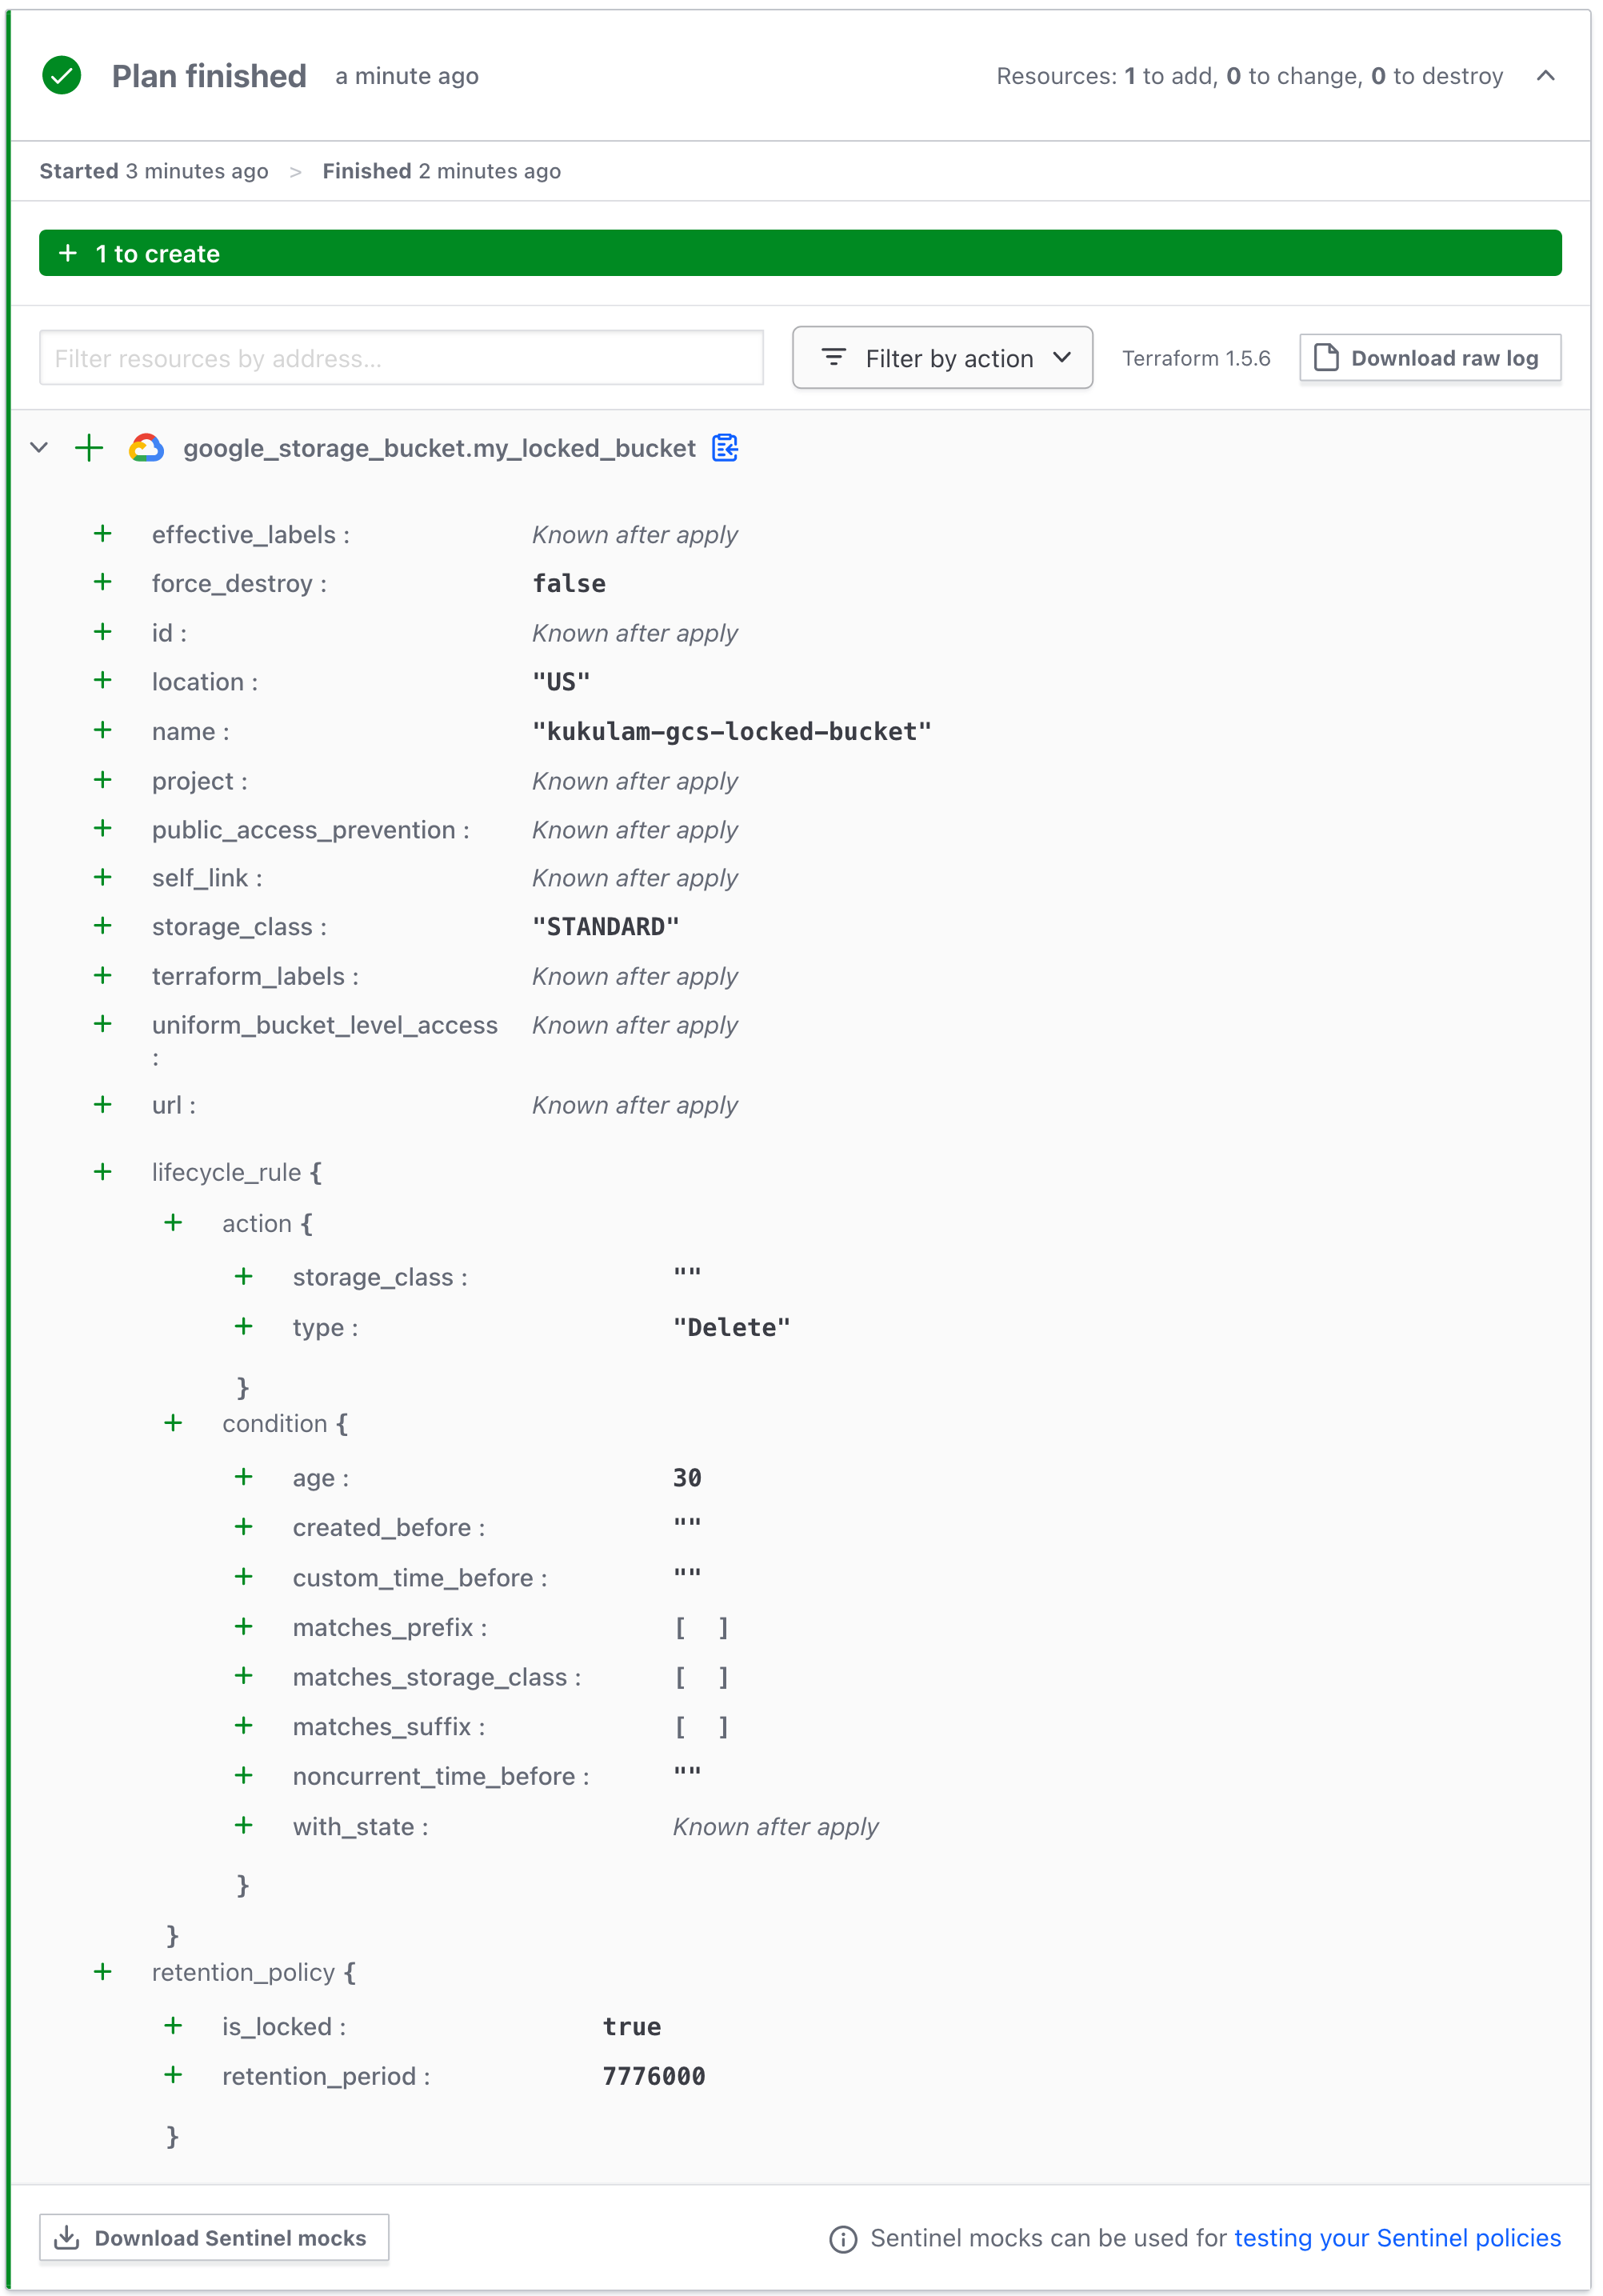 Plan finished a minute ago Resources: 1 to add, 0 to change, 0 to destroy
Started 3 minutes ago > Finished 2 minutes ago
+ 1 to create
Filter resources by address... Filter by action Terraform 1.5.6 Download raw log
+ google_storage_bucket.my_locked_bucket
+ effective_labels : Known after apply
+ force_destroy : false
+ id : Known after apply
+ location : "US"
+ name : "kukulam-gcs-locked-bucket"
+ project : Known after apply
+ public_access_prevention : Known after apply
+ self_link : Known after apply
+ storage_class : "STANDARD"
+ terraform_labels : Known after apply
+ uniform_bucket_level_access Known after apply
:
+ url : Known after apply
+ lifecycle_rule {
+ action {
+ storage_class : ""
+ type : "Delete"
}
+ condition {
+ age : 30
+ created_before : ""
+ custom_time_before : ""
+ matches_prefix : [ ]
+ matches_storage_class : [ ]
+ matches_suffix : [ ]
+ noncurrent_time_before : ""
+ with_state : Known after apply
}
}
+ retention_policy {
+ is_locked : true
+ retention_period : 7776000
}
Download Sentinel mocks Sentinel mocks can be used for testing your Sentinel policies